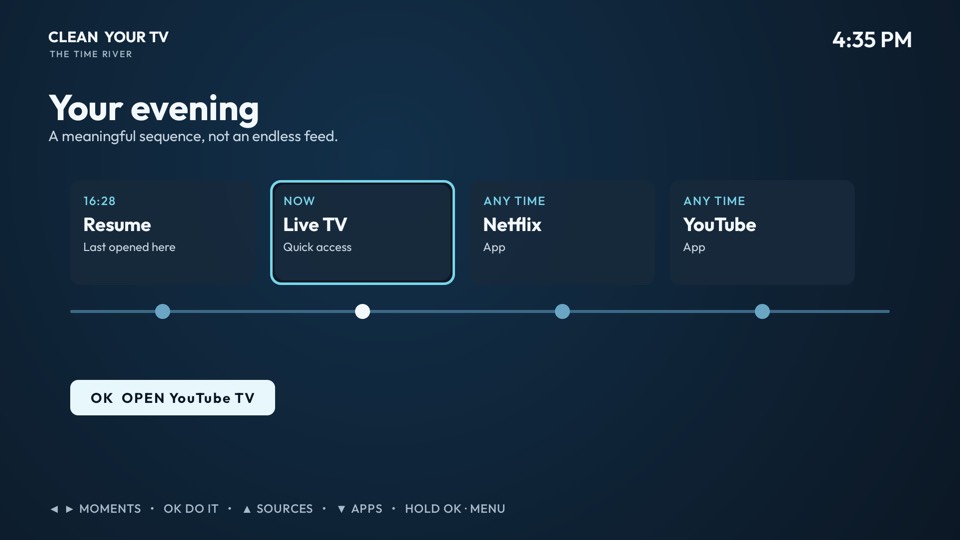 CLEAN YOUR TV
THE TIME RIVER
4:35 PM
Your evening
A meaningful sequence, not an endless feed.
16:28
Resume
Last opened here
NOW
Live TV
Quick access
ANY TIME
Netflix
App
ANY TIME
YouTube
App
OK OPEN YouTube TV
◄ ► MOMENTS • OK DO IT • ▲ SOURCES • ▼ APPS • HOLD OK · MENU